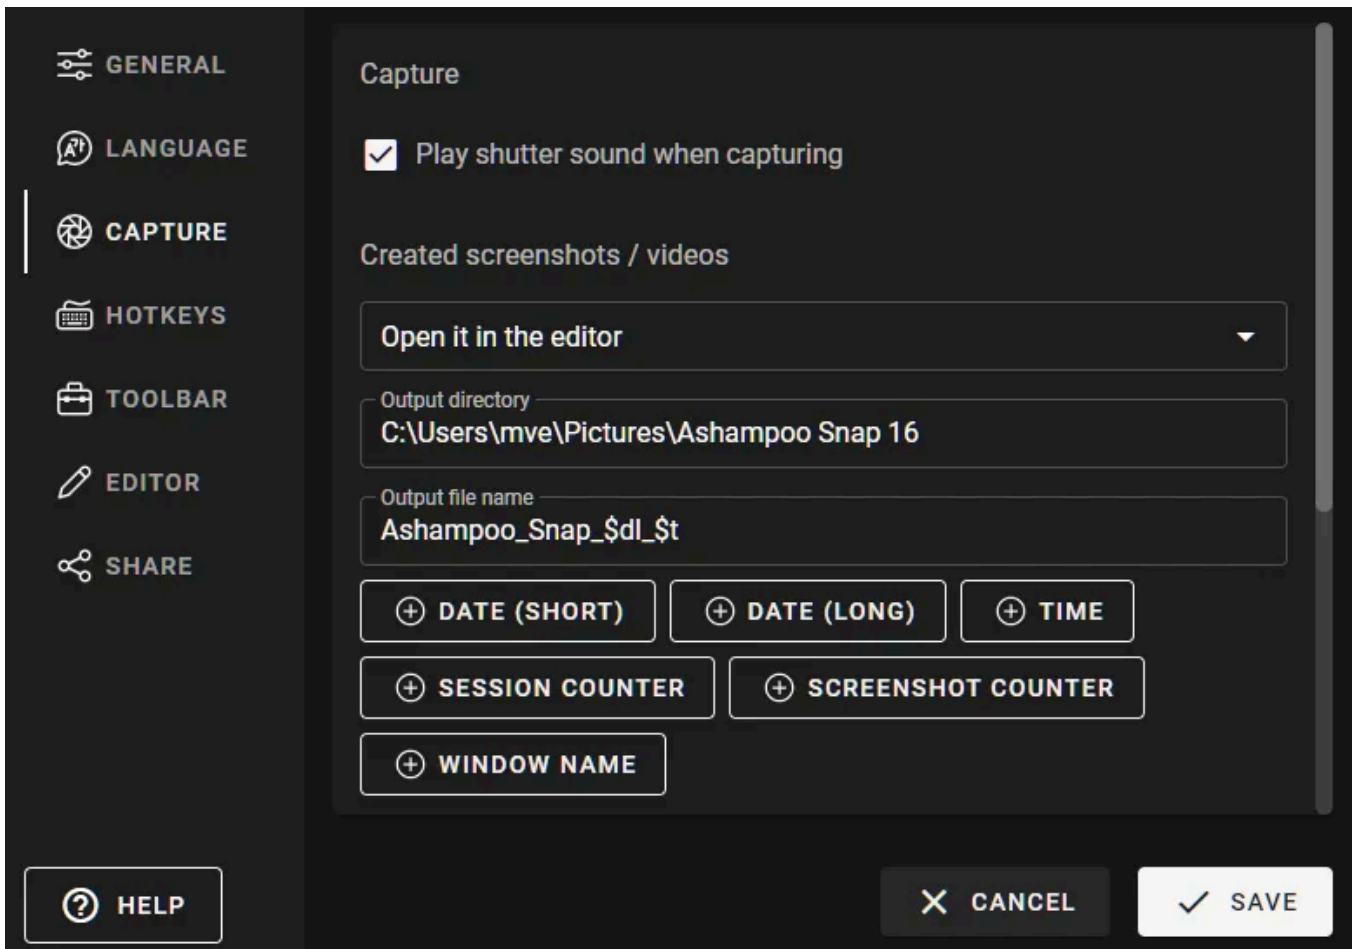 GENERAL
LANGUAGE
CAPTURE
HOTKEYS
TOOLBAR
EDITOR
SHARE
HELP
Capture
Play shutter sound when capturing
Created screenshots / videos
Open it in the editor
Output directory
C:\Users\mve\Pictures\Ashampoo Snap 16
Output file name
Ashampoo_Snap_$dl_$t
DATE (SHORT) DATE (LONG) TIME
SESSION COUNTER SCREENSHOT COUNTER
WINDOW NAME
CANCEL SAVE